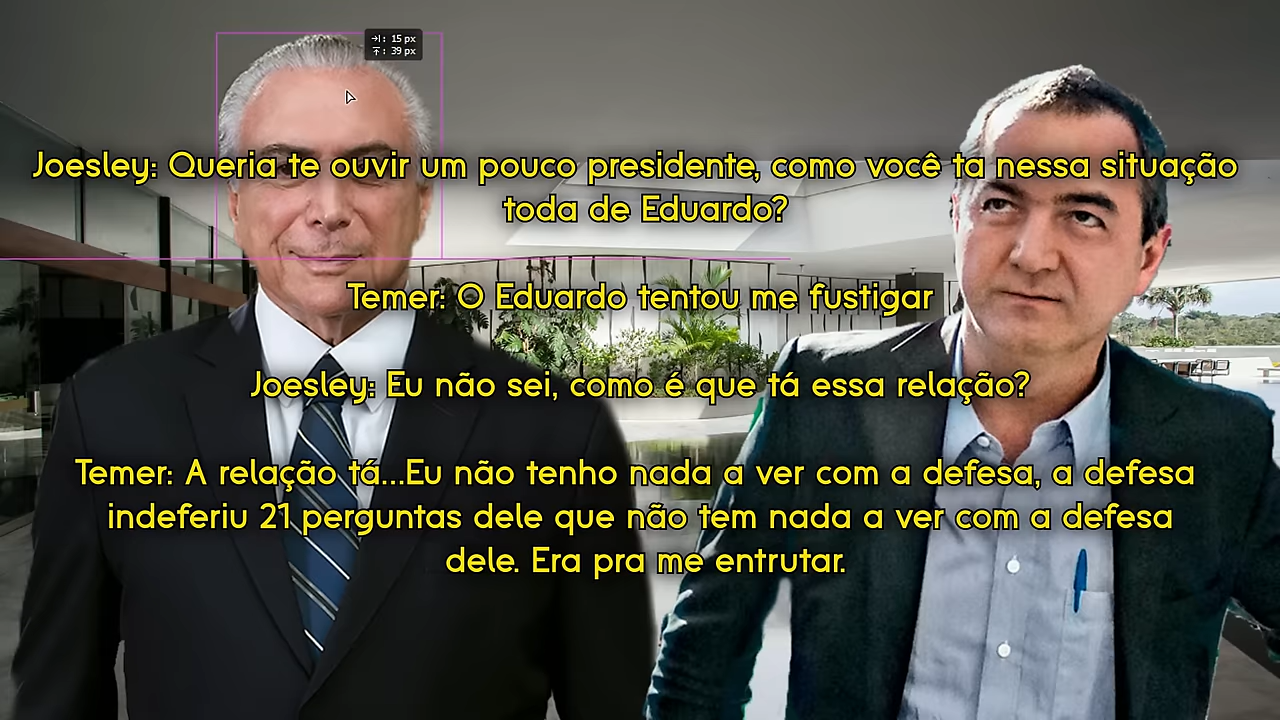 →|: 15 px
↑: 39 px
Joesley: Queria te ouvir um pouco presidente, como você ta nessa situação
toda de Eduardo?
Temer: O Eduardo tentou me fustigar
Joesley: Eu não sei, como é que tá essa relação?
Temer: A relação tá...Eu não tenho nada a ver com a defesa, a defesa
indeferiu 21 perguntas dele que não tem nada a ver com a defesa
dele. Era pra me entrutar.